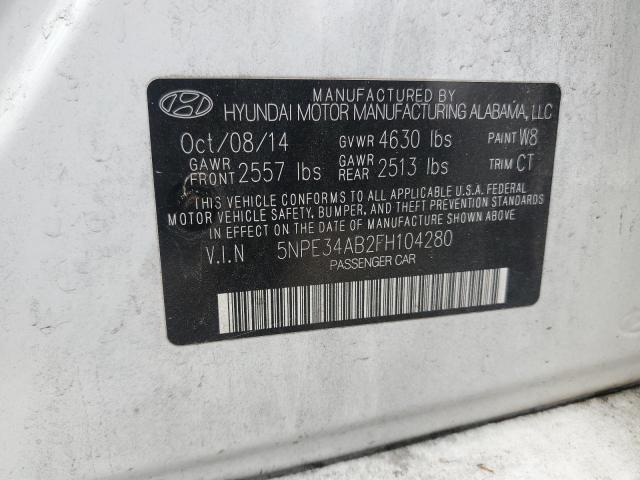 MANUFACTURED BY
HYUNDAI MOTOR MANUFACTURING ALABAMA, LLC
Oct/08/14 GVWR 4630 lbs PAINT W8
GAWR FRONT 2557 lbs GAWR REAR 2513 lbs TRIM CT
THIS VEHICLE CONFORMS TO ALL APPLICABLE U.S.A. FEDERAL
MOTOR VEHICLE SAFETY, BUMPER, AND THEFT PREVENTION STANDARDS
IN EFFECT ON THE DATE OF MANUFACTURE SHOWN ABOVE.
V.I.N 5NPE34AB2FH104280
PASSENGER CAR